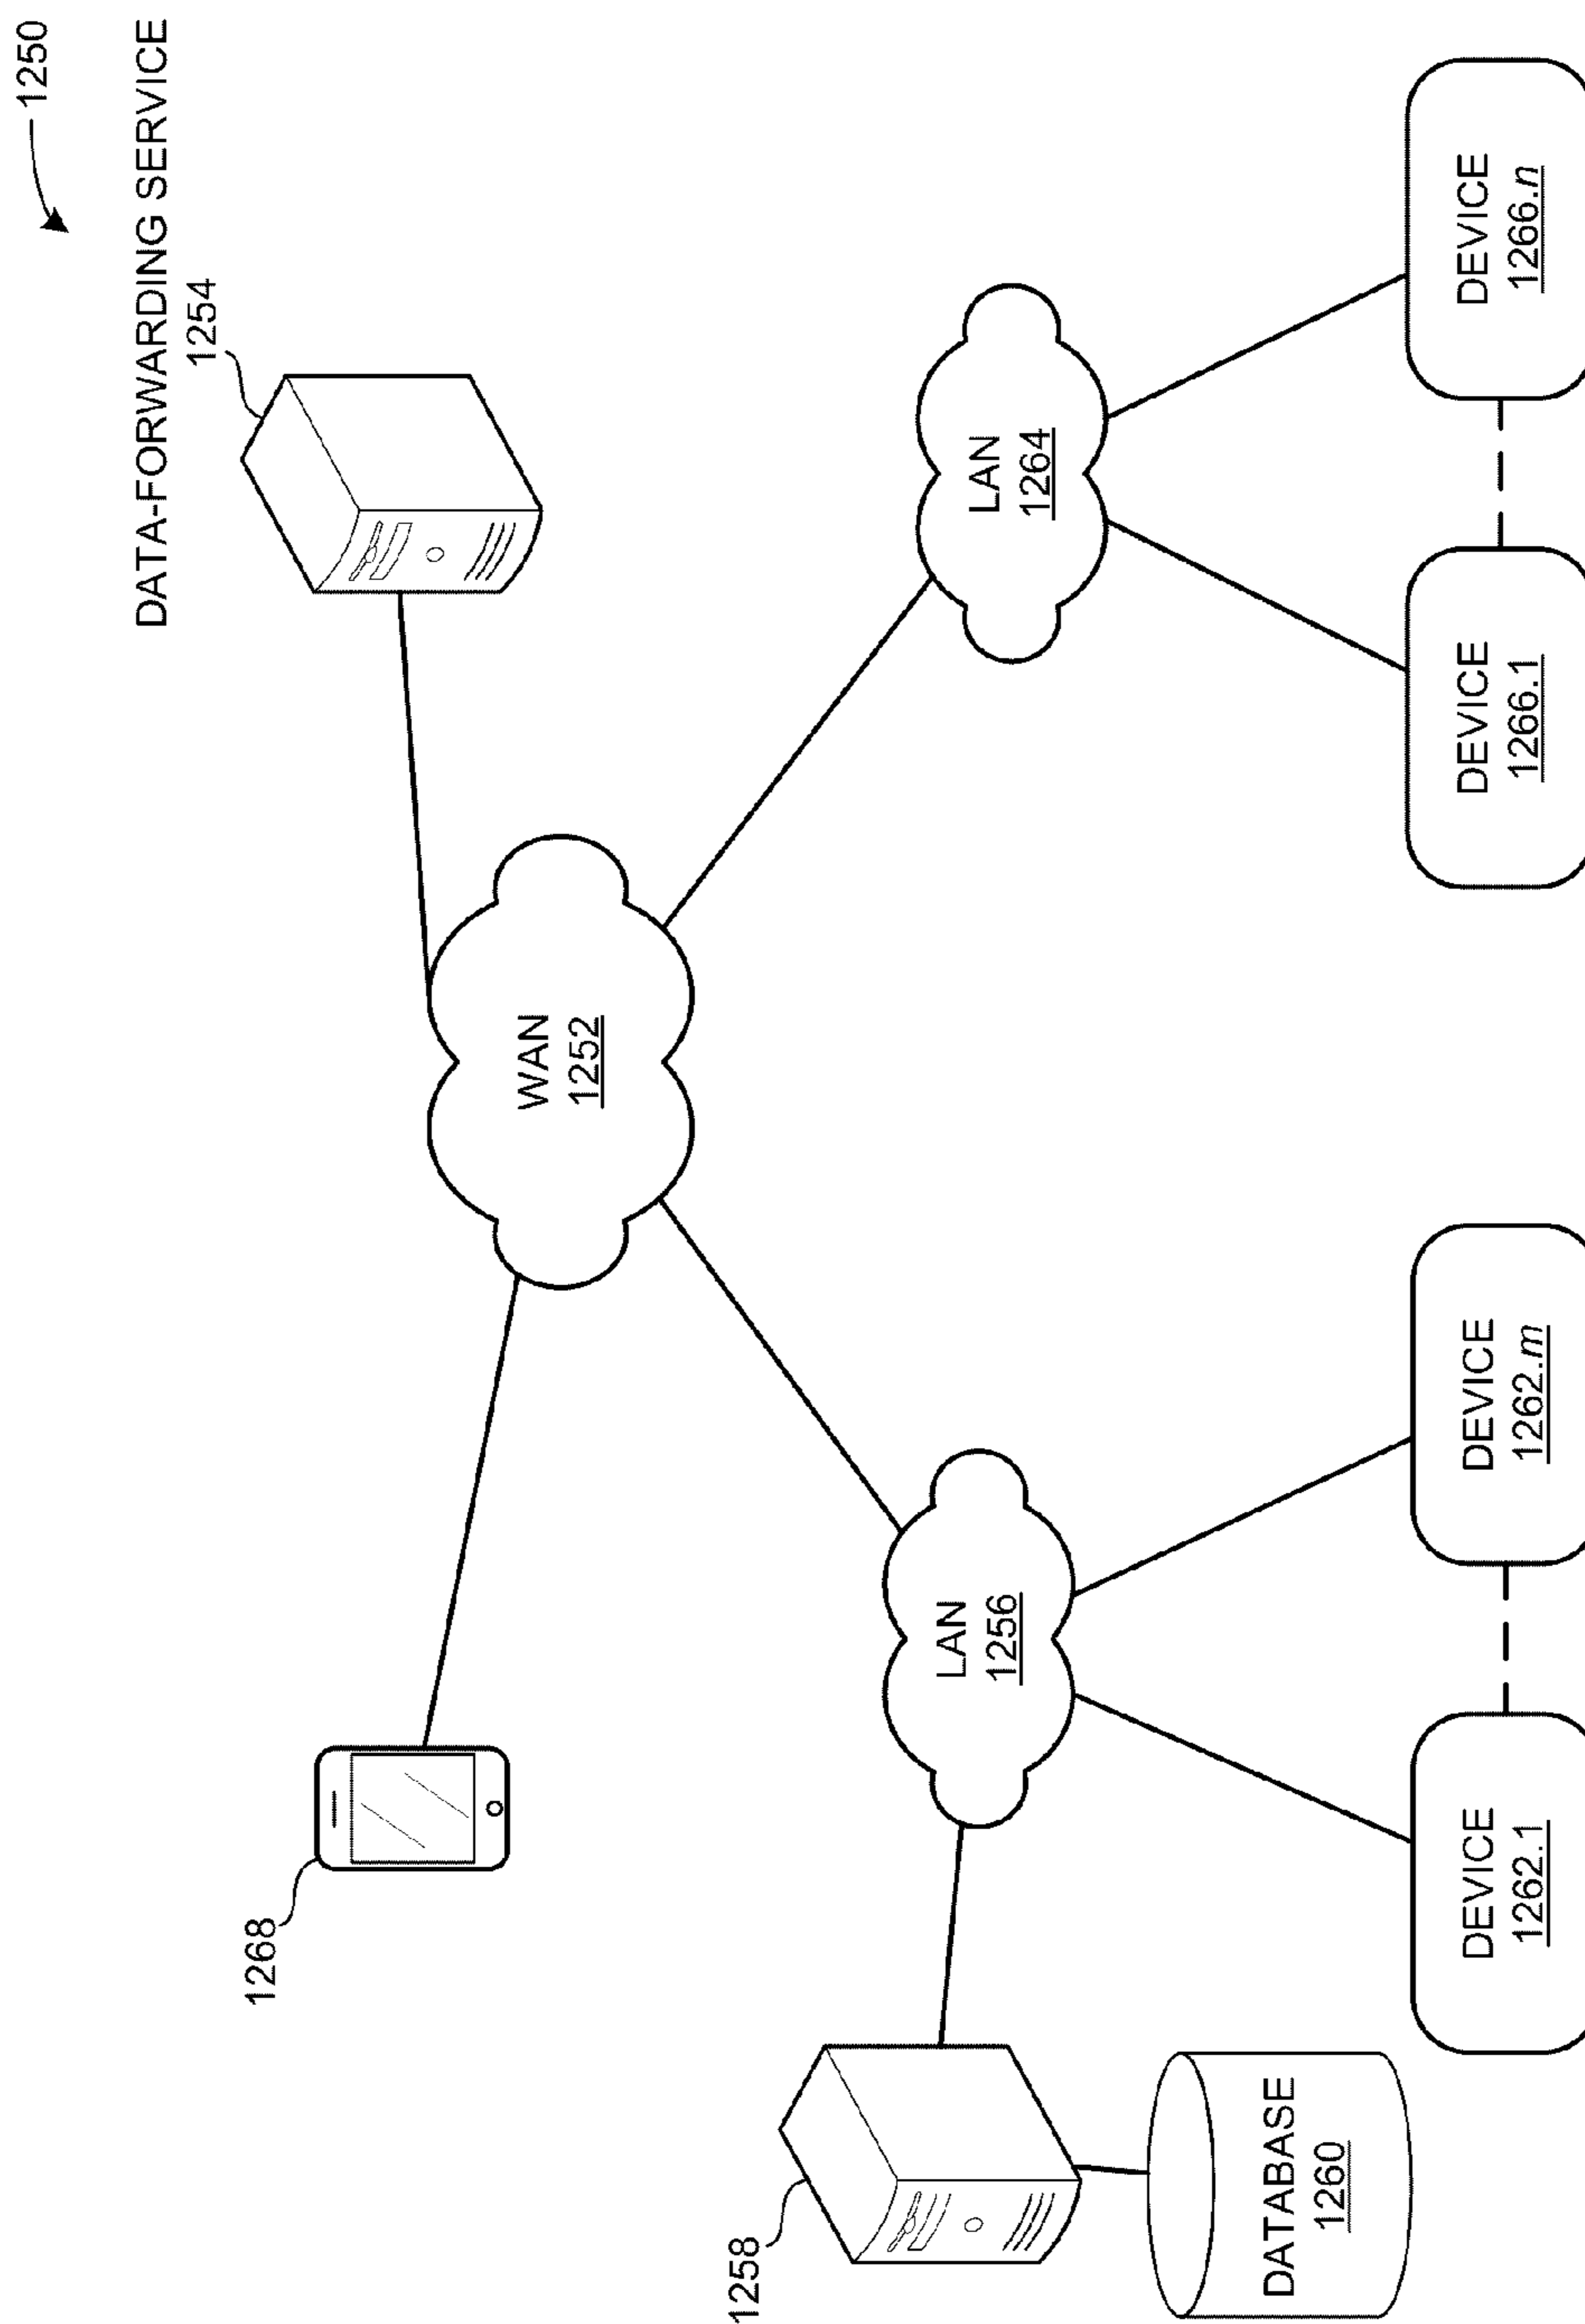 1250
DATA-FORWARDING SERVICE
1254
1268
WAN
1252
LAN
1264
LAN
1256
1258
DATABASE
1260
DEVICE
1262.1
DEVICE
1262.m
DEVICE
1266.1
DEVICE
1266.n